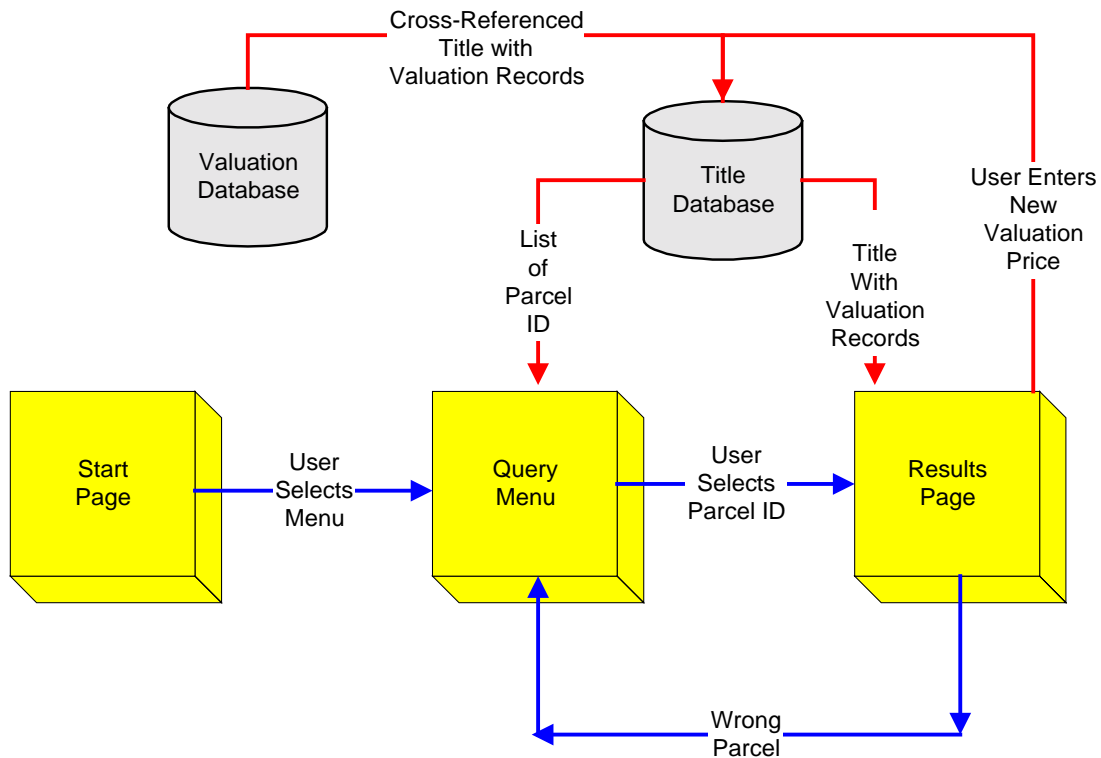 Cross-Referenced
Title with
Valuation Records
Valuation
Database
Title
Database
User Enters
New
Valuation
Price
List
of
Parcel
ID
Title
With
Valuation
Records
Start
Page
User
Selects
Menu
Query
Menu
User
Selects
Parcel ID
Results
Page
Wrong
Parcel